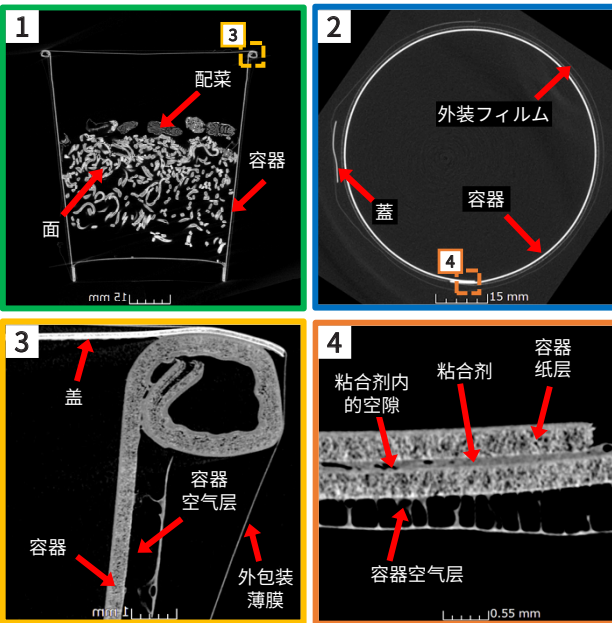 1
3
配菜
容器
面
15 mm
2
外装フィルム
蓋
容器
4
15 mm
3
盖
容器
空气层
容器
外包装
薄膜
1 mm
4
容器
纸层
粘合剂
粘合剂内
的空隙
容器空气层
0.55 mm